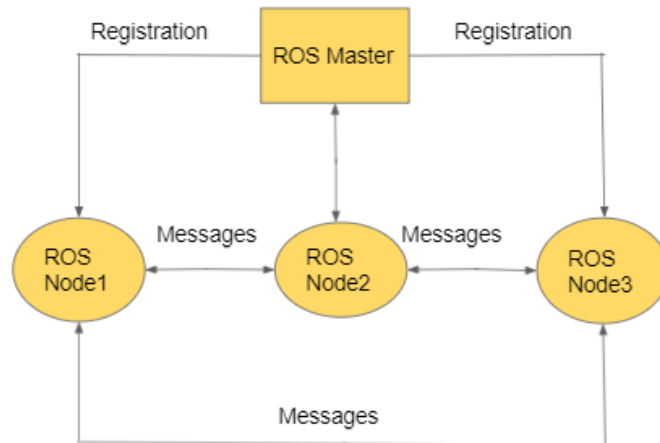 Registration
Registration
ROS Master
ROS
Node1
Messages
ROS
Node2
Messages
ROS
Node3
Messages